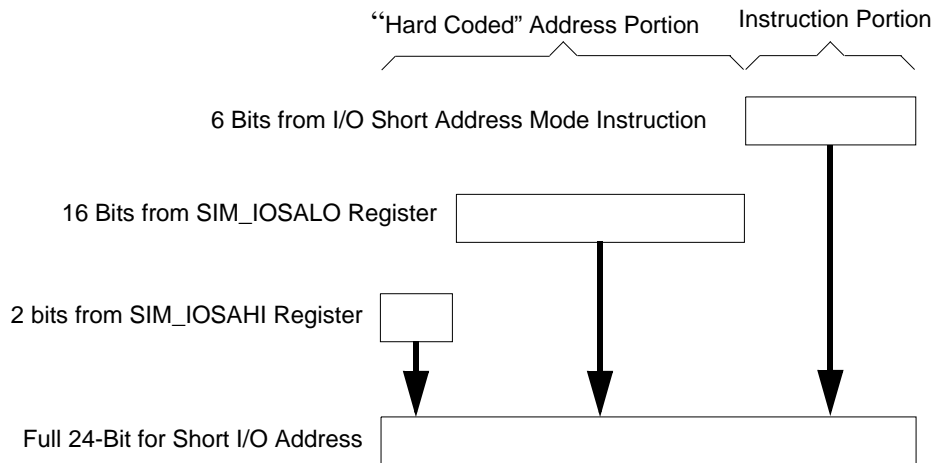 “Hard Coded” Address Portion
Instruction Portion
6 Bits from I/O Short Address Mode Instruction
16 Bits from SIM_IOSALO Register
2 bits from SIM_IOSAHI Register
Full 24-Bit for Short I/O Address